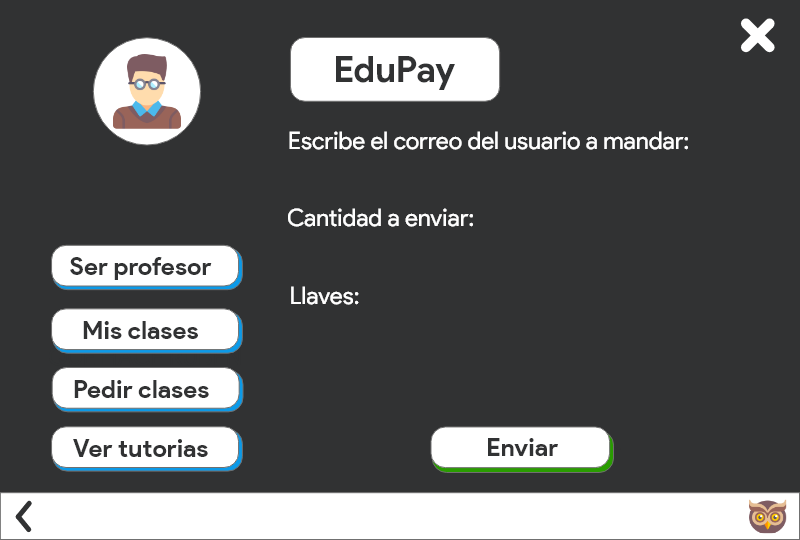 EduPay
Escribe el correo del usuario a mandar:
Cantidad a enviar:
Llaves:
Ser profesor
Mis clases
Pedir clases
Ver tutorias
Enviar